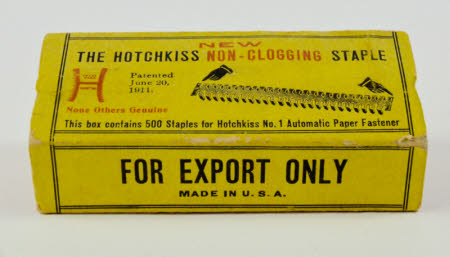 NEW
THE HOTCHKISS NON-CLOGGING STAPLE
THE
H
Patented
June 20,
1911.
None Others Genuine
This box contains 500 Staples for Hotchkiss No. 1 Automatic Paper Fastener
FOR EXPORT ONLY
MADE IN U.S.A.